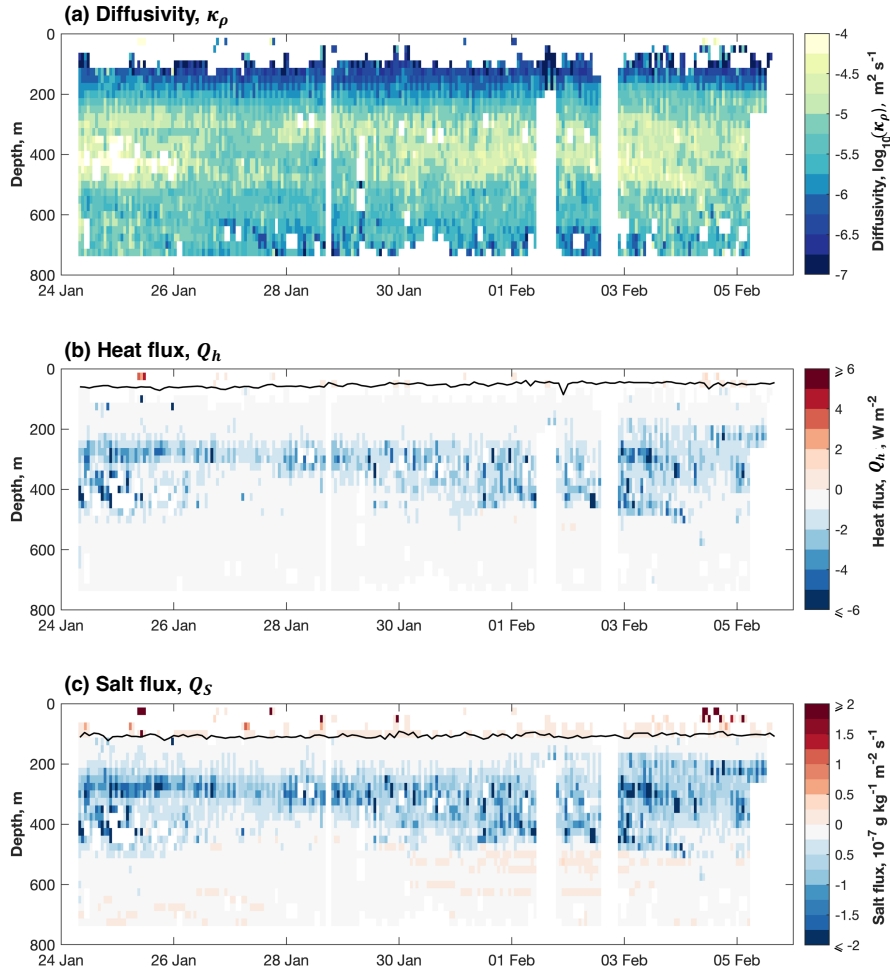 (a) Diffusivity, κρ
0
200
400
600
800
Depth, m
24 Jan
26 Jan
28 Jan
30 Jan
01 Feb
03 Feb
05 Feb
-4
-4.5
-5
-5.5
-6
-6.5
-7
Diffusivity, log10(κρ), m2 s-1
(b) Heat flux, Qh
0
200
400
600
800
Depth, m
24 Jan
26 Jan
28 Jan
30 Jan
01 Feb
03 Feb
05 Feb
⩾ 6
4
2
0
-2
-4
⩽ -6
Heat flux, Qh , W m-2
(c) Salt flux, QS
0
200
400
600
800
Depth, m
24 Jan
26 Jan
28 Jan
30 Jan
01 Feb
03 Feb
05 Feb
⩾ 2
1.5
1
0.5
0
-0.5
-1
-1.5
⩽ -2
Salt flux, 10-7 g kg-1 m-2 s-1